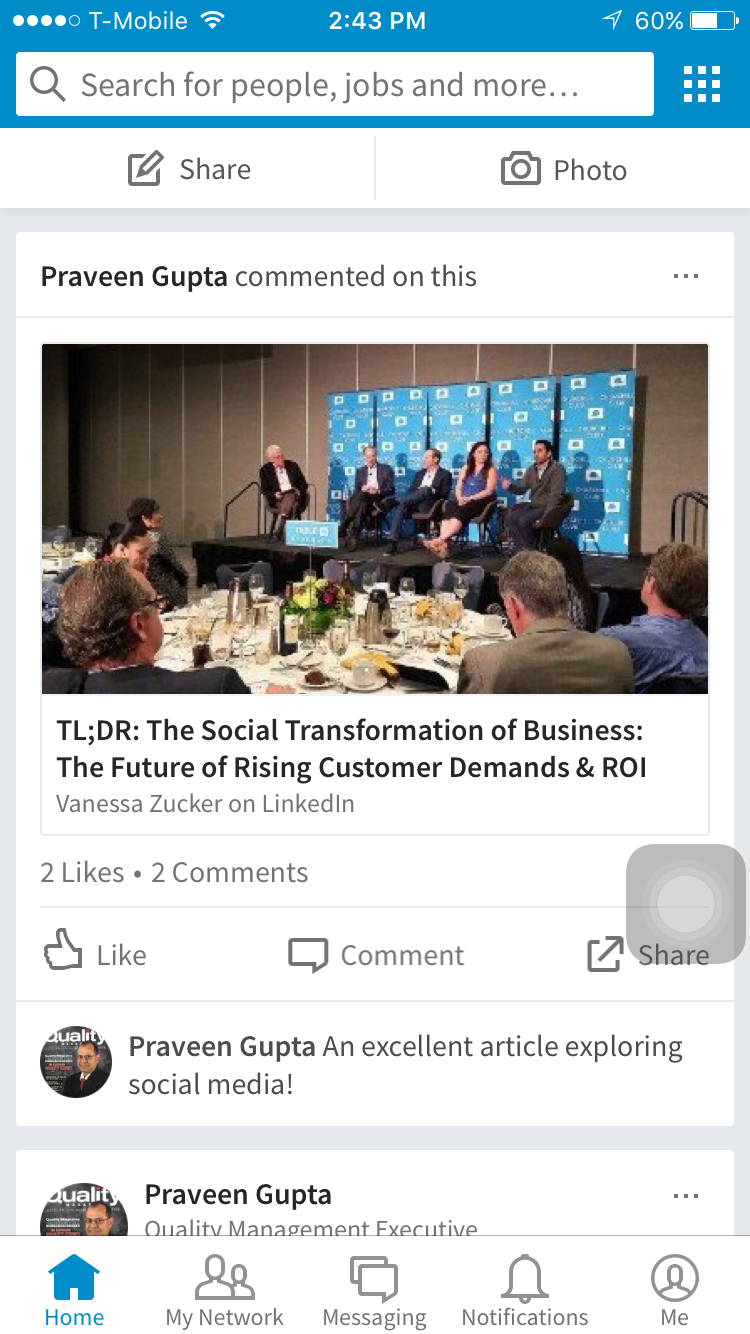 T-Mobile 2:43 PM 60%
Search for people, jobs and more...
Share Photo
Praveen Gupta commented on this
TABLE
TL;DR: The Social Transformation of Business:
The Future of Rising Customer Demands & ROI
Vanessa Zucker on LinkedIn
2 Likes • 2 Comments
Like Comment Share
Quality
Praveen Gupta An excellent article exploring
social media!
Quality
Praveen Gupta
Quality Management Executive
Home My Network Messaging Notifications Me